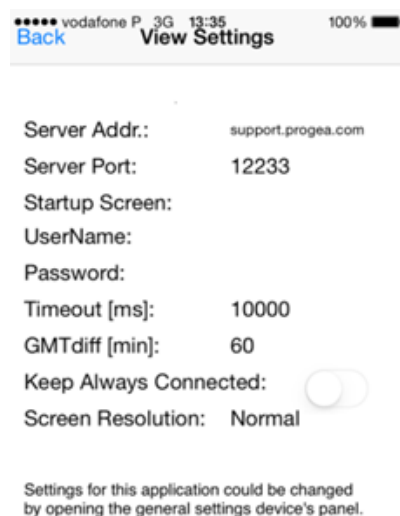 vodafone P 3G 13:35 100%
Back View Settings
Server Addr.: support.progea.com
Server Port: 12233
Startup Screen:
UserName:
Password:
Timeout [ms]: 10000
GMTdiff [min]: 60
Keep Always Connected:
Screen Resolution: Normal
Settings for this application could be changed
by opening the general settings device's panel.